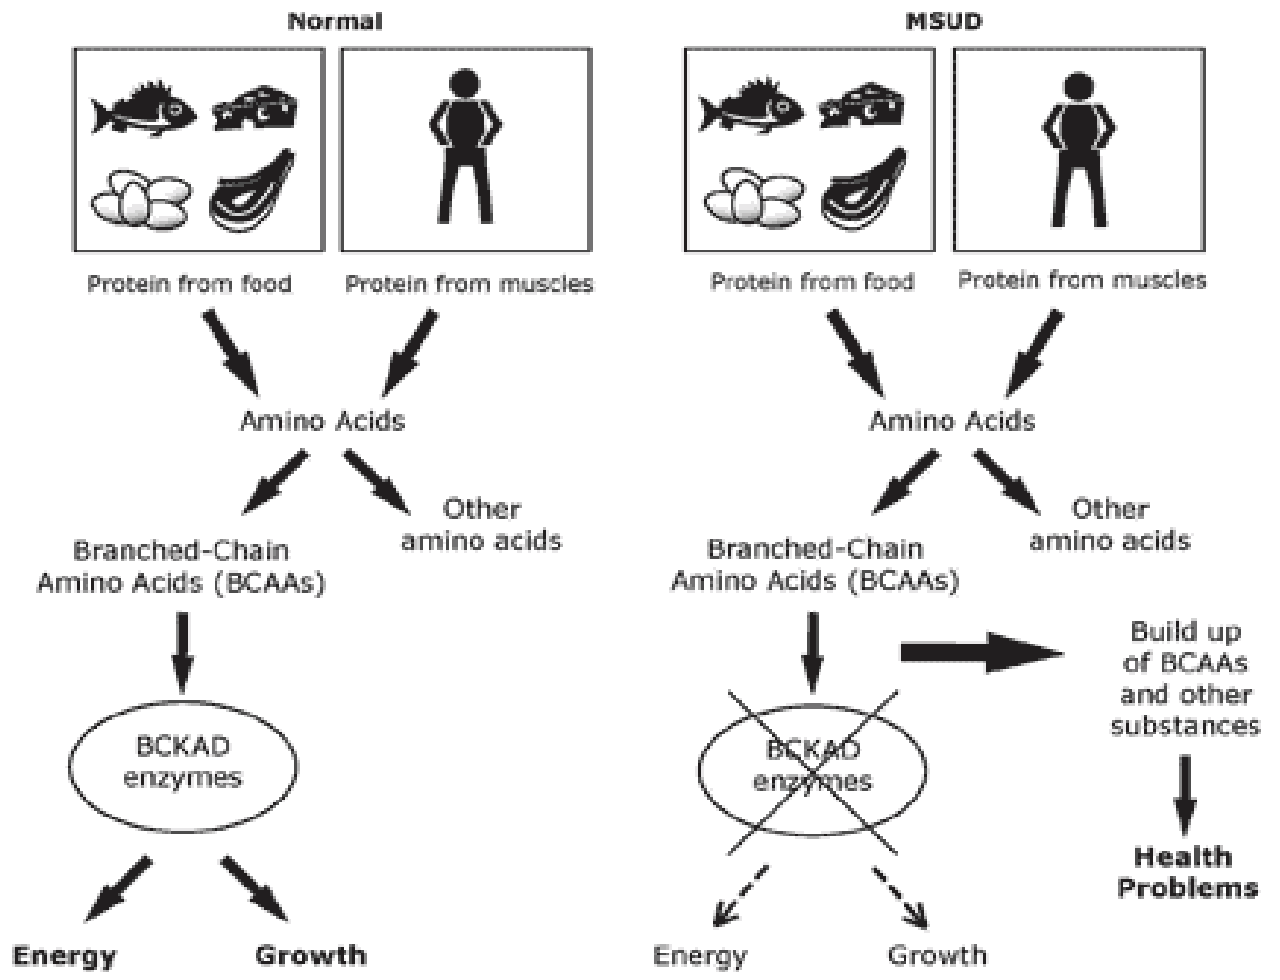 Normal
Protein from food
Protein from muscles
Amino Acids
Other
amino acids
Branched-Chain
Amino Acids (BCAAs)
BCKAD
enzymes
Energy
Growth
MSUD
Protein from food
Protein from muscles
Amino Acids
Other
amino acids
Branched-Chain
Amino Acids (BCAAs)
Build up
of BCAAs
and other
substances
BCKAD
enzymes
Health
Problems
Energy
Growth